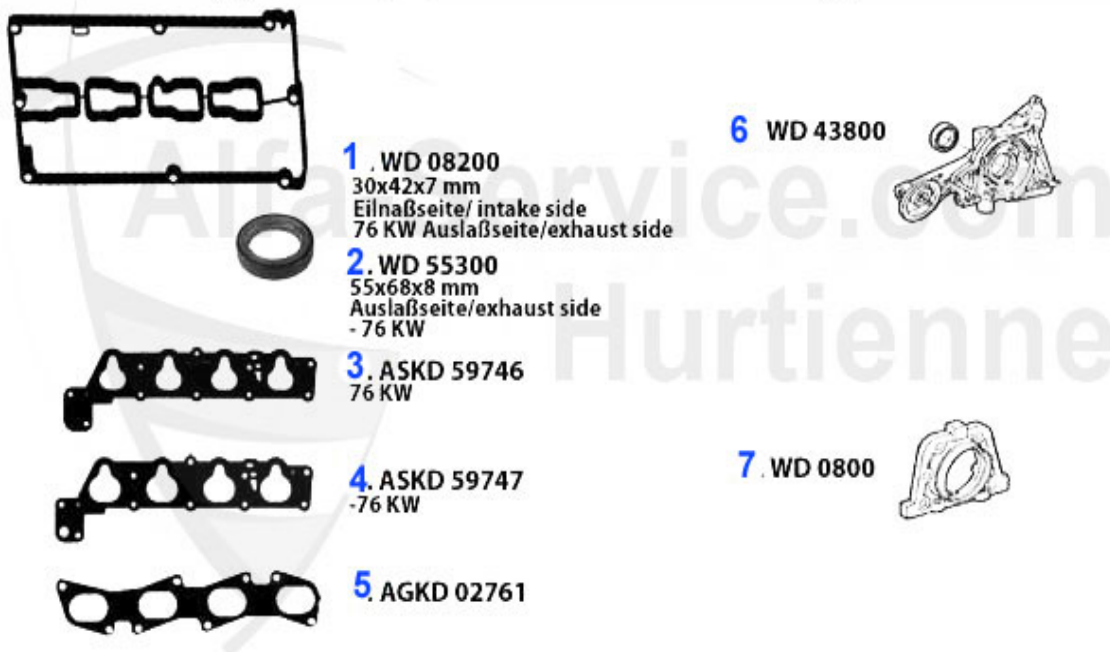 1. WD 08200
30x42x7 mm
Eilnaßseite/ intake side
76 KW Auslaßseite/exhaust side
2. WD 55300
55x68x8 mm
Auslaßseite/exhaust side
- 76 KW
3. ASKD 59746
76 KW
4. ASKD 59747
-76 KW
5. AGKD 02761
6 WD 43800
7. WD 0800
AlfaService.com
Hurtienne